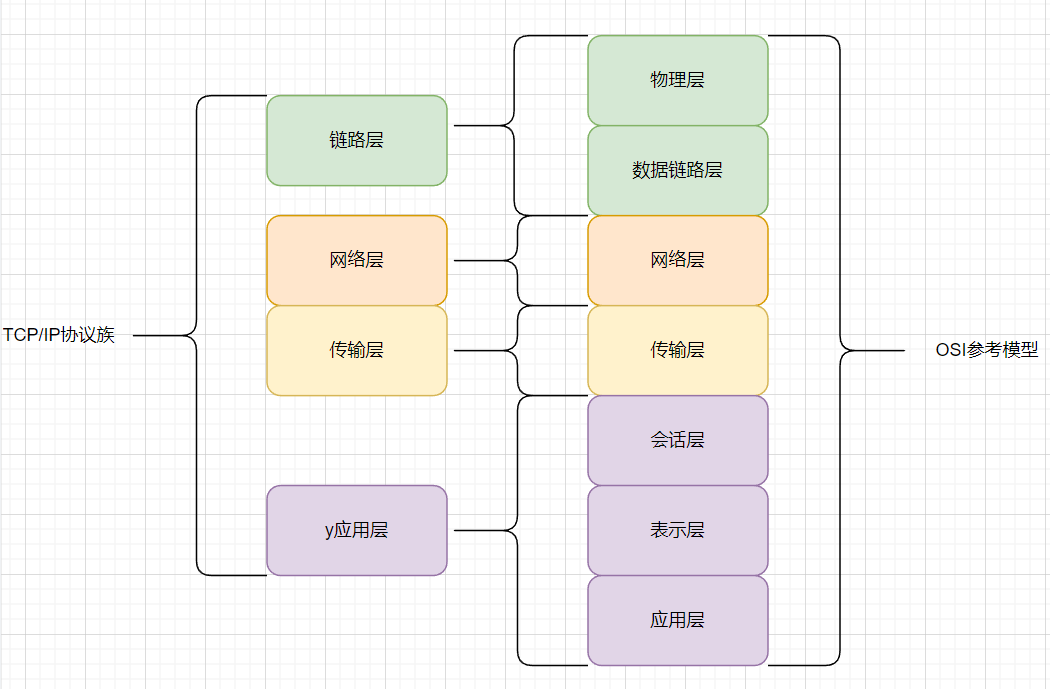 TCP/IP协议族
链路层
网络层
传输层
y应用层
物理层
数据链路层
网络层
传输层
会话层
表示层
应用层
OSI参考模型